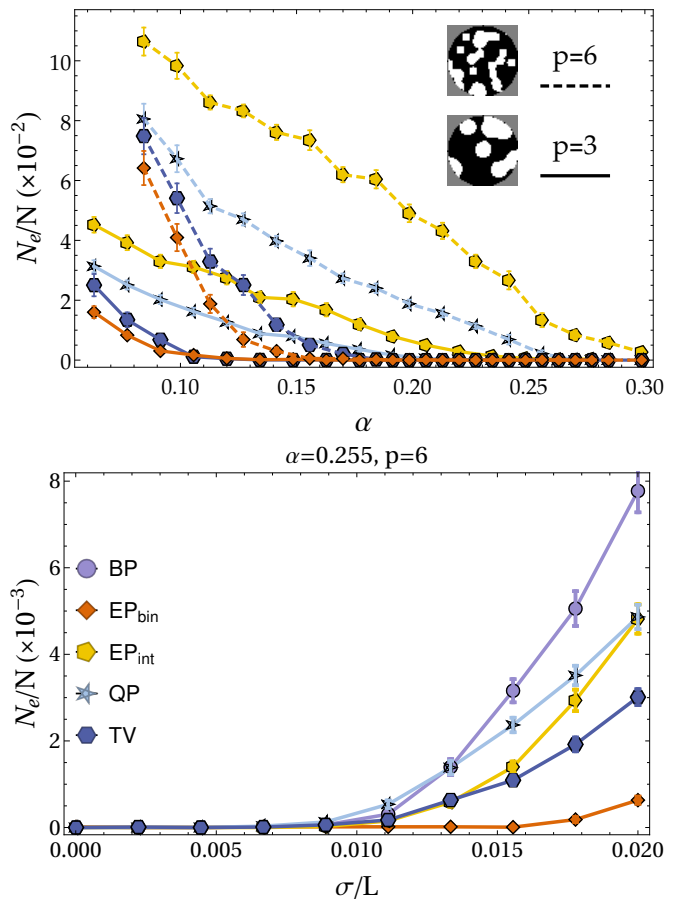 10
8
6
4
2
0
N_e/N (×10^-2)
p=6
p=3
0.10
0.15
0.20
0.25
0.30
α
α=0.255, p=6
8
6
4
2
0
N_e/N (×10^-3)
BP
EP_bin
EP_int
QP
TV
0.000
0.005
0.010
0.015
0.020
σ/L